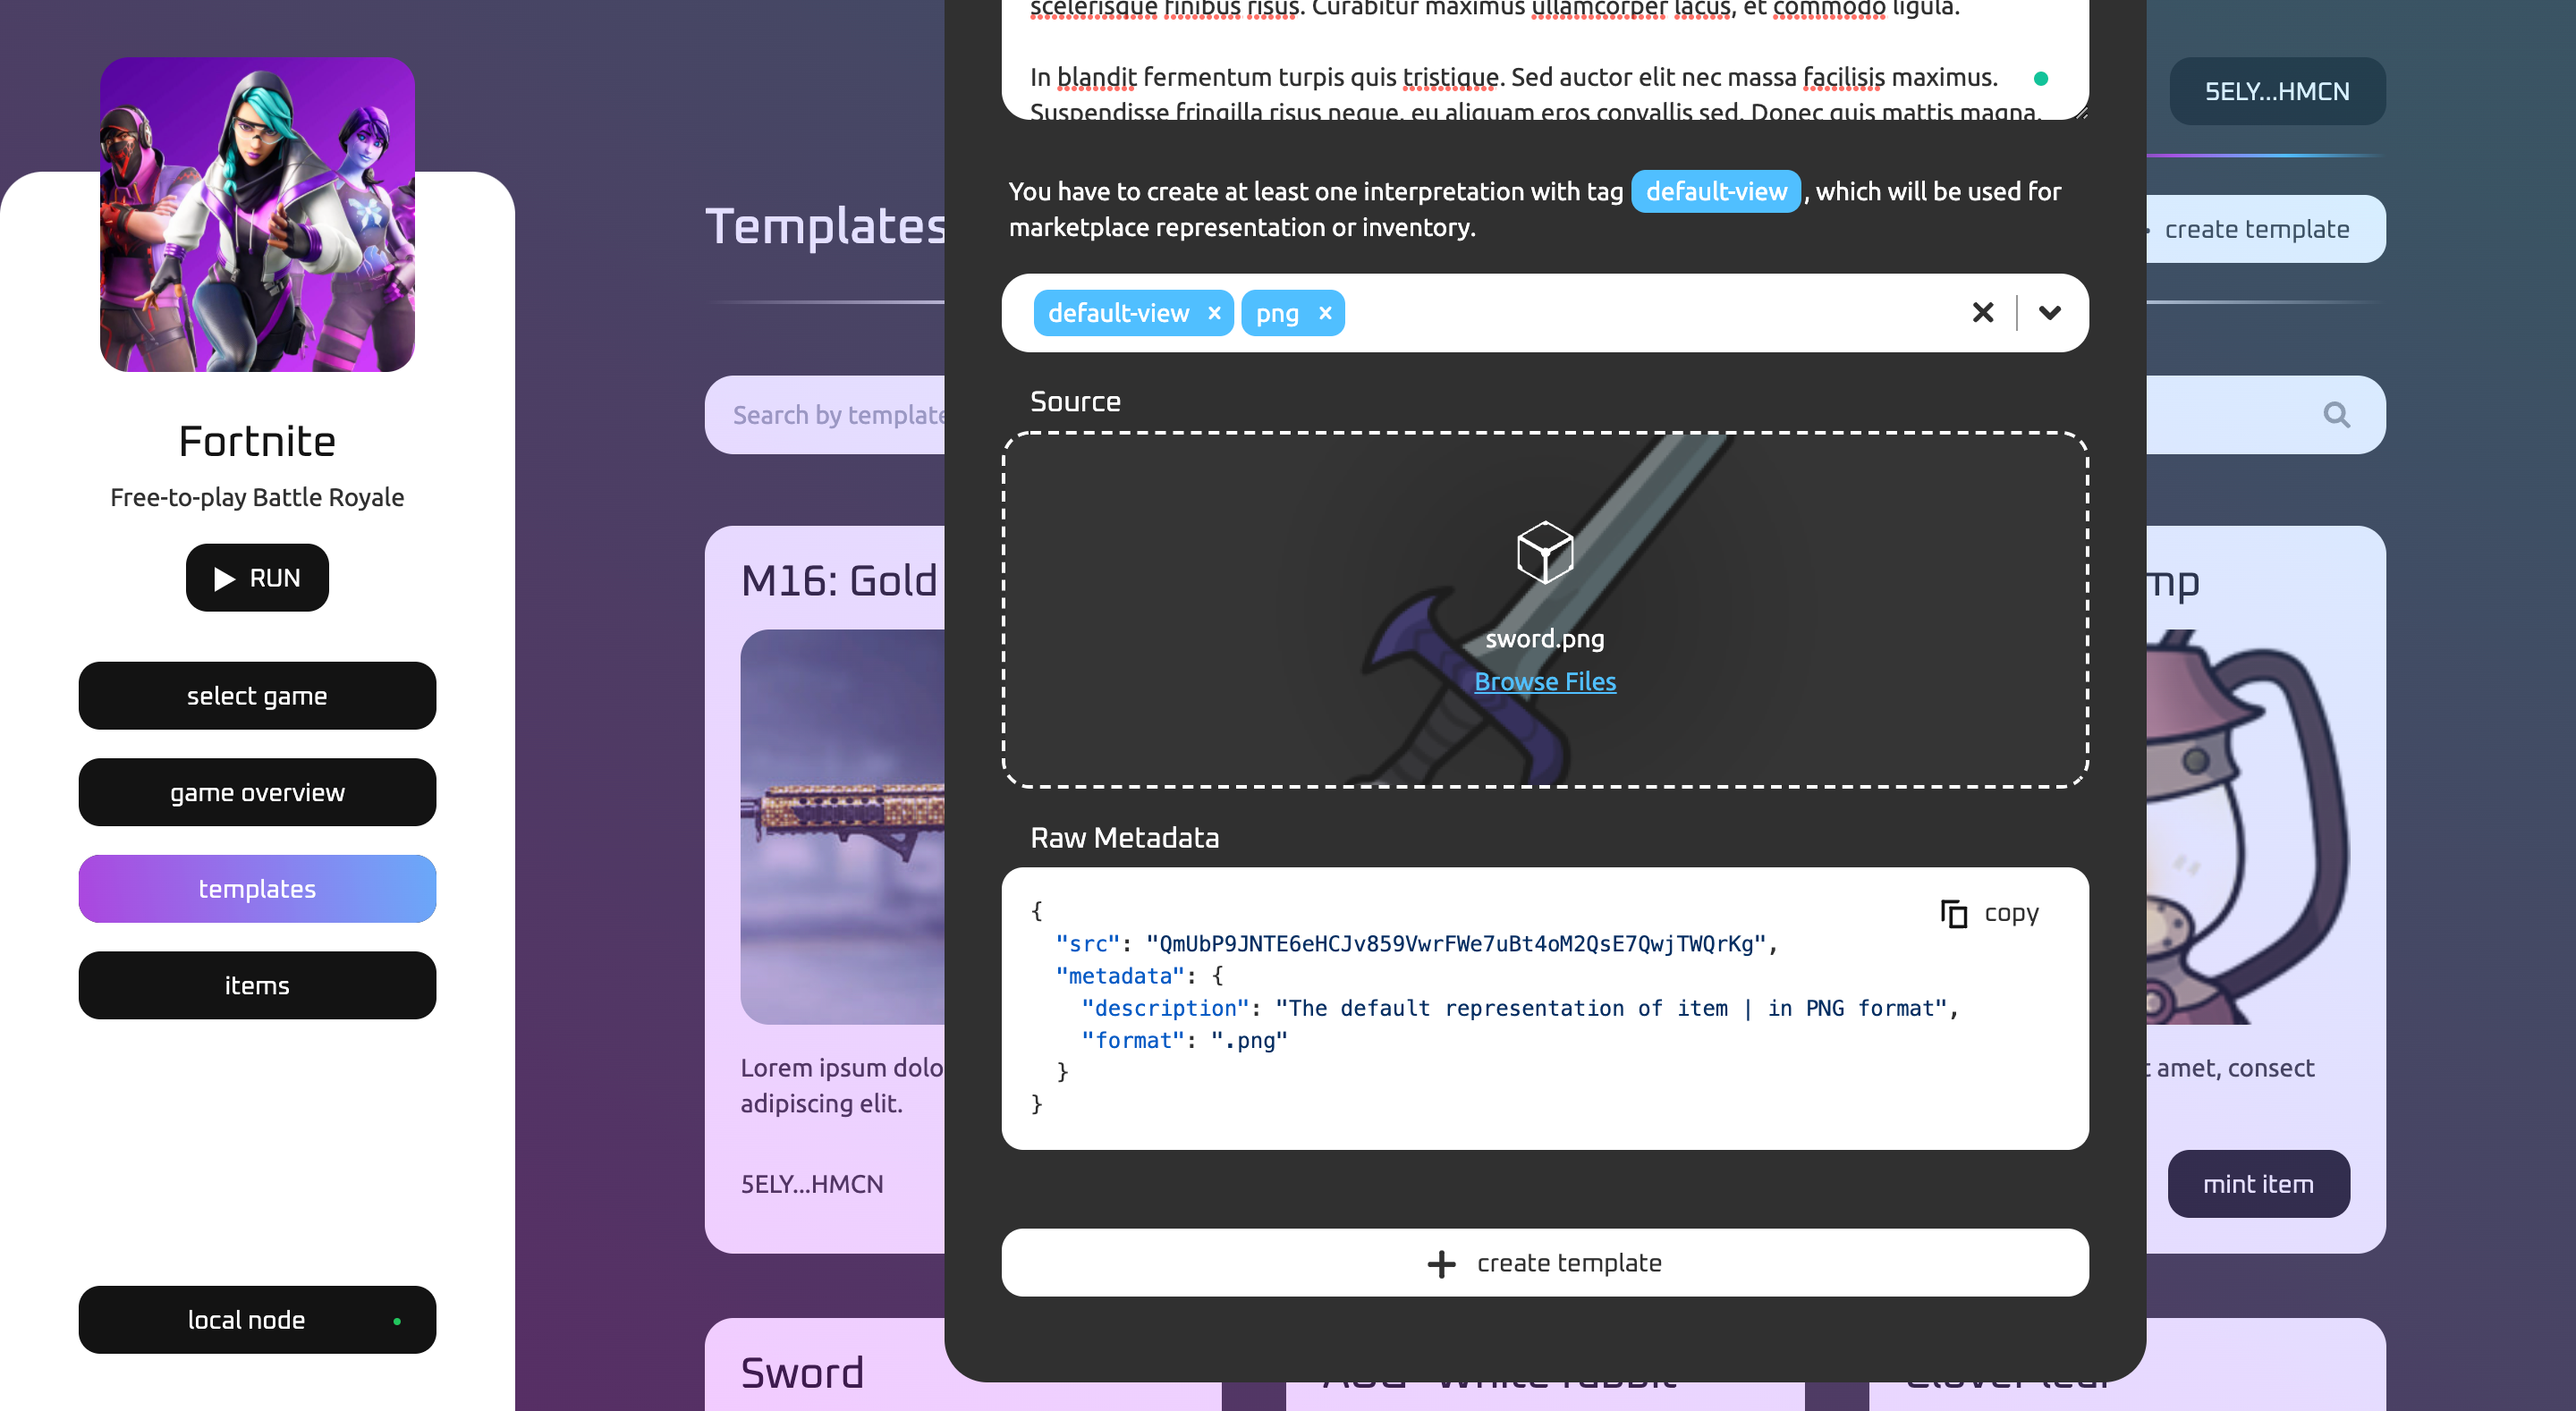 Fortnite
Free-to-play Battle Royale
RUN
select game
game overview
templates
items
local node
5ELY...HMCN
Templates
create template
Search by template
M16: Gold
Lorem ipsum dolo
adipiscing elit.
5ELY...HMCN
Sword
scelerisque finibus risus. Curabitur maximus ullamcorper lacus, et commodo ligula.
In blandit fermentum turpis quis tristique. Sed auctor elit nec massa facilisis maximus.
Suspendisse fringilla risus neque, eu aliquam eros convallis sed. Donec quis mattis magna.
You have to create at least one interpretation with tag default-view , which will be used for
marketplace representation or inventory.
default-view × png ×
Source
sword.png
Browse Files
Raw Metadata
copy
{
"src": "QmUbP9JNTE6eHCJv859VwrFWe7uBt4oM2QsE7QwjTWQrKg",
"metadata": {
"description": "The default representation of item | in PNG format",
"format": ".png"
}
}
create template
mp
amet, consect
mint item